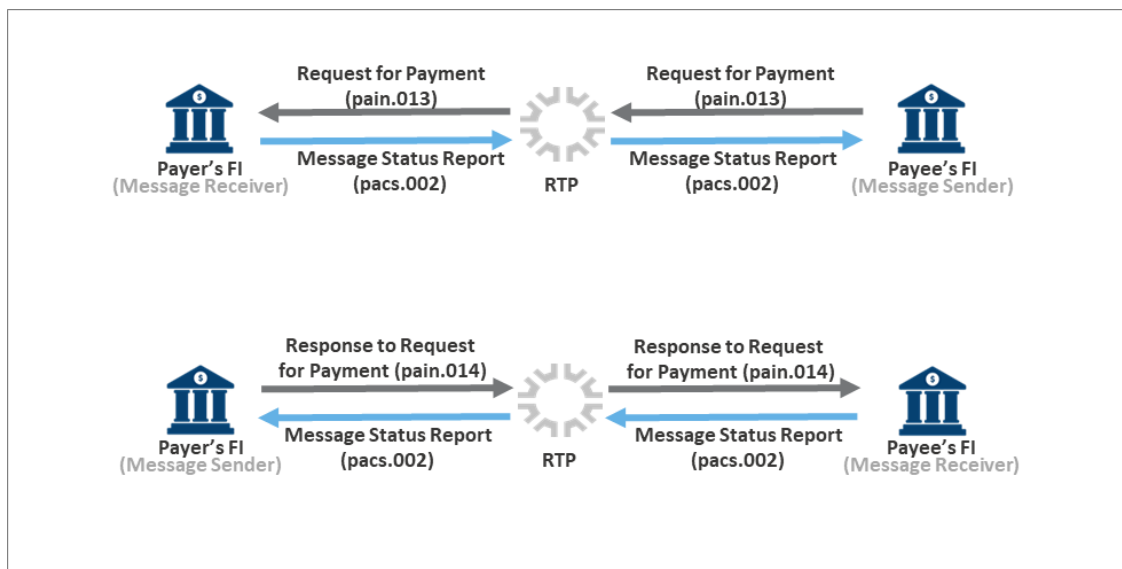 Request for Payment
(pain.013)
Request for Payment
(pain.013)
$
$
Message Status Report
(pacs.002)
Message Status Report
(pacs.002)
Payer's FI
(Message Receiver)
RTP
Payee's FI
(Message Sender)
Response to Request
for Payment (pain.014)
Response to Request
for Payment (pain.014)
$
$
Message Status Report
(pacs.002)
Message Status Report
(pacs.002)
Payer's FI
(Message Sender)
RTP
Payee's FI
(Message Receiver)